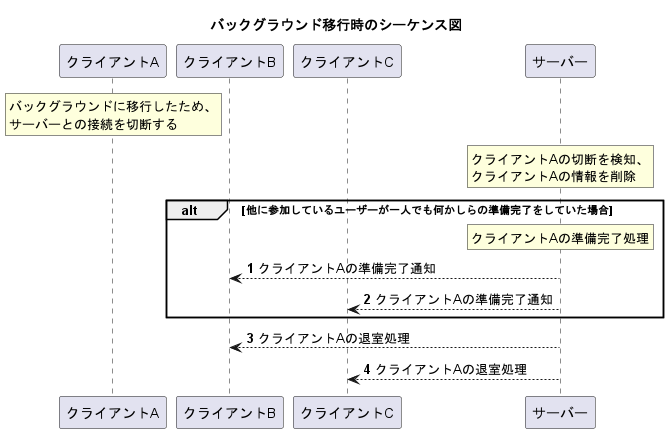 バックグラウンド移行時のシーケンス図
クライアントA
クライアントB
クライアントC
サーバー
バックグラウンドに移行したため、
サーバーとの接続を切断する
クライアントAの切断を検知、
クライアントAの情報を削除
alt [他に参加しているユーザーが一人でも何かしらの準備完了をしていた場合]
クライアントAの準備完了処理
1 クライアントAの準備完了通知
2 クライアントAの準備完了通知
3 クライアントAの退室処理
4 クライアントAの退室処理
クライアントA
クライアントB
クライアントC
サーバー